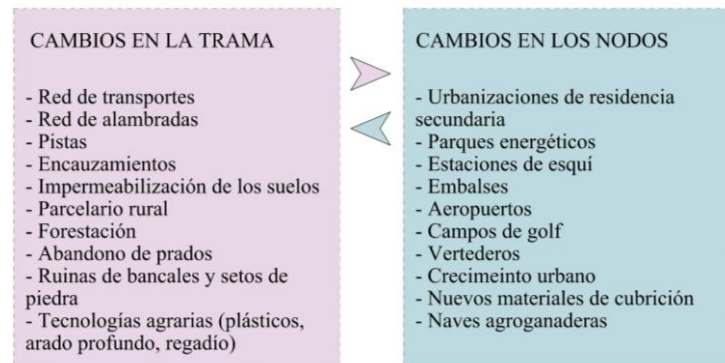 CAMBIOS EN LA TRAMA
- Red de transportes
- Red de alambradas
- Pistas
- Encauzamientos
- Impermeabilización de los suelos
- Parcelario rural
- Forestación
- Abandono de prados
- Ruinas de bancales y setos de
piedra
- Tecnologías agrarias (plásticos,
arado profundo, regadío)
CAMBIOS EN LOS NODOS
- Urbanizaciones de residencia
secundaria
- Parques energéticos
- Estaciones de esquí
- Embalses
- Aeropuertos
- Campos de golf
- Vertederos
- Crecimeinto urbano
- Nuevos materiales de cubrición
- Naves agroganaderas